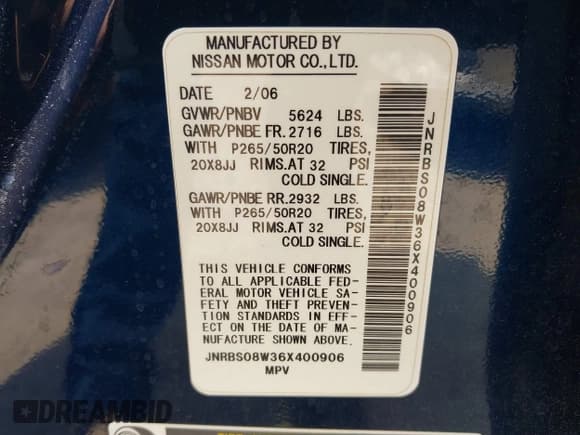 MANUFACTURED BY
NISSAN MOTOR CO., LTD.
DATE 2/06
GVWR/PNBV 5624 LBS.
GAWR/PNBE FR. 2716 LBS.
WITH P265/50R20 TIRES,
20X8JJ RIMS. AT 32 PSI
COLD SINGLE.
GAWR/PNBE RR. 2932 LBS.
WITH P265/50R20 TIRES,
20X8JJ RIMS. AT 32 PSI
COLD SINGLE.
THIS VEHICLE CONFORMS
TO ALL APPLICABLE FED-
ERAL MOTOR VEHICLE SA-
FETY AND THEFT PREVEN-
TION STANDARDS IN EFF-
ECT ON THE DATE OF MA-
NUFACTURE SHOWN ABOVE.
JNRBS08W36X400906
MPV
JNRBS08W36X400906
DREAMBID